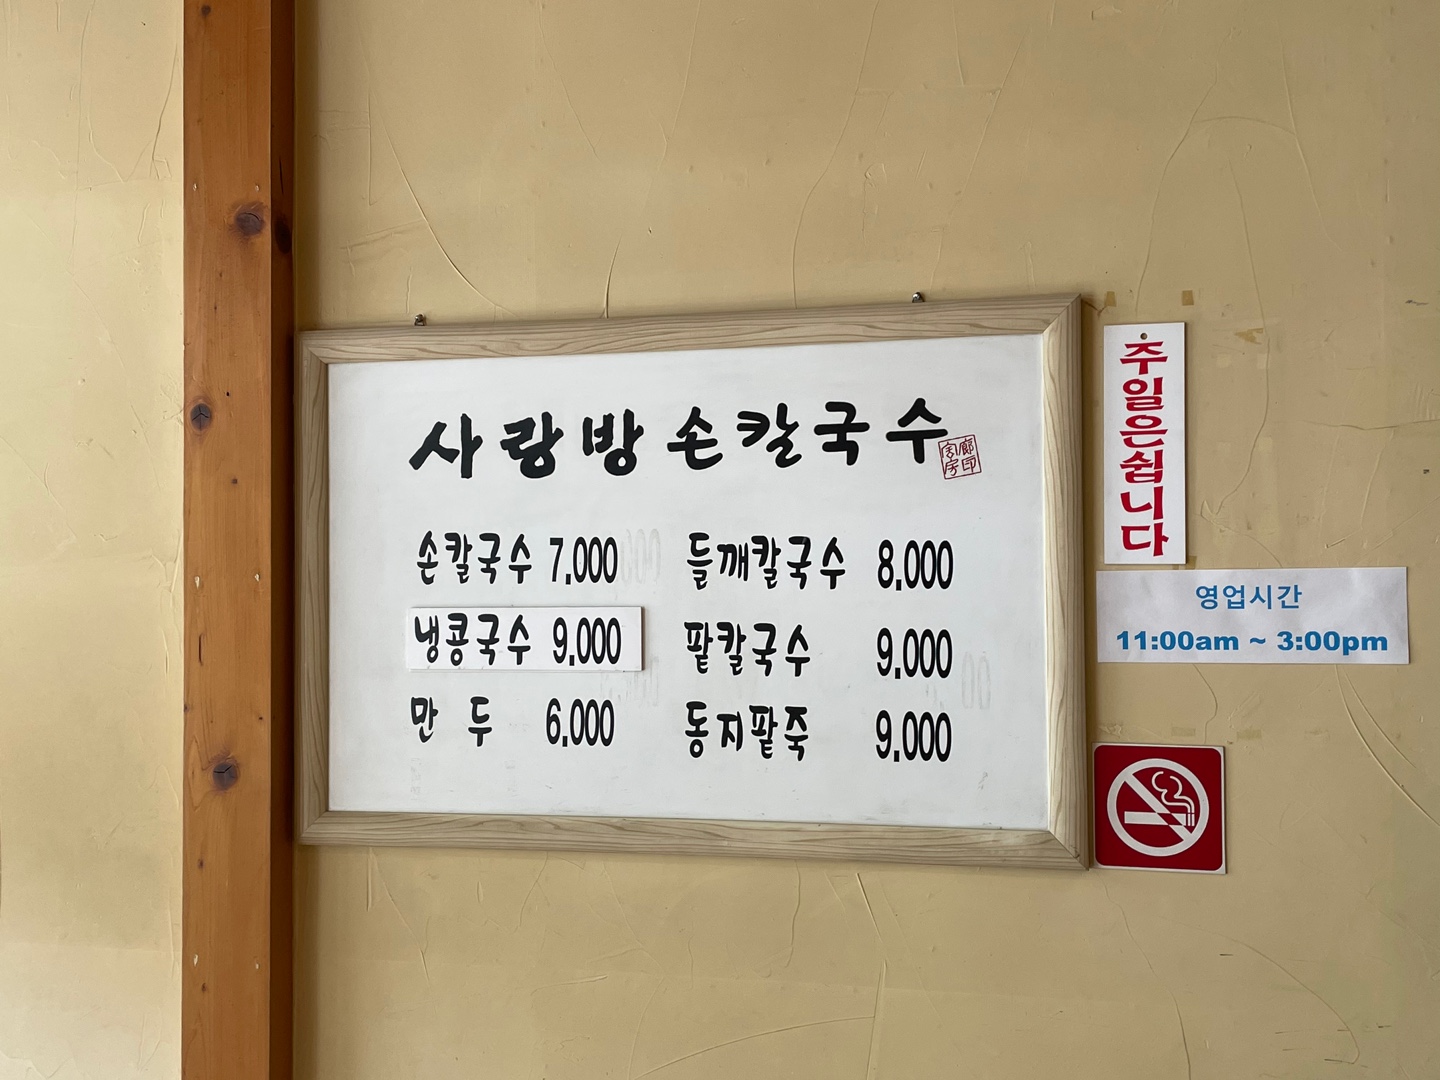 사랑방 손칼국수
손칼국수 7,000
냉콩국수 9,000
만두 6,000
들깨칼국수 8,000
팥칼국수 9,000
동지팥죽 9,000
주일은쉽니다
영업시간
11:00am ~ 3:00pm